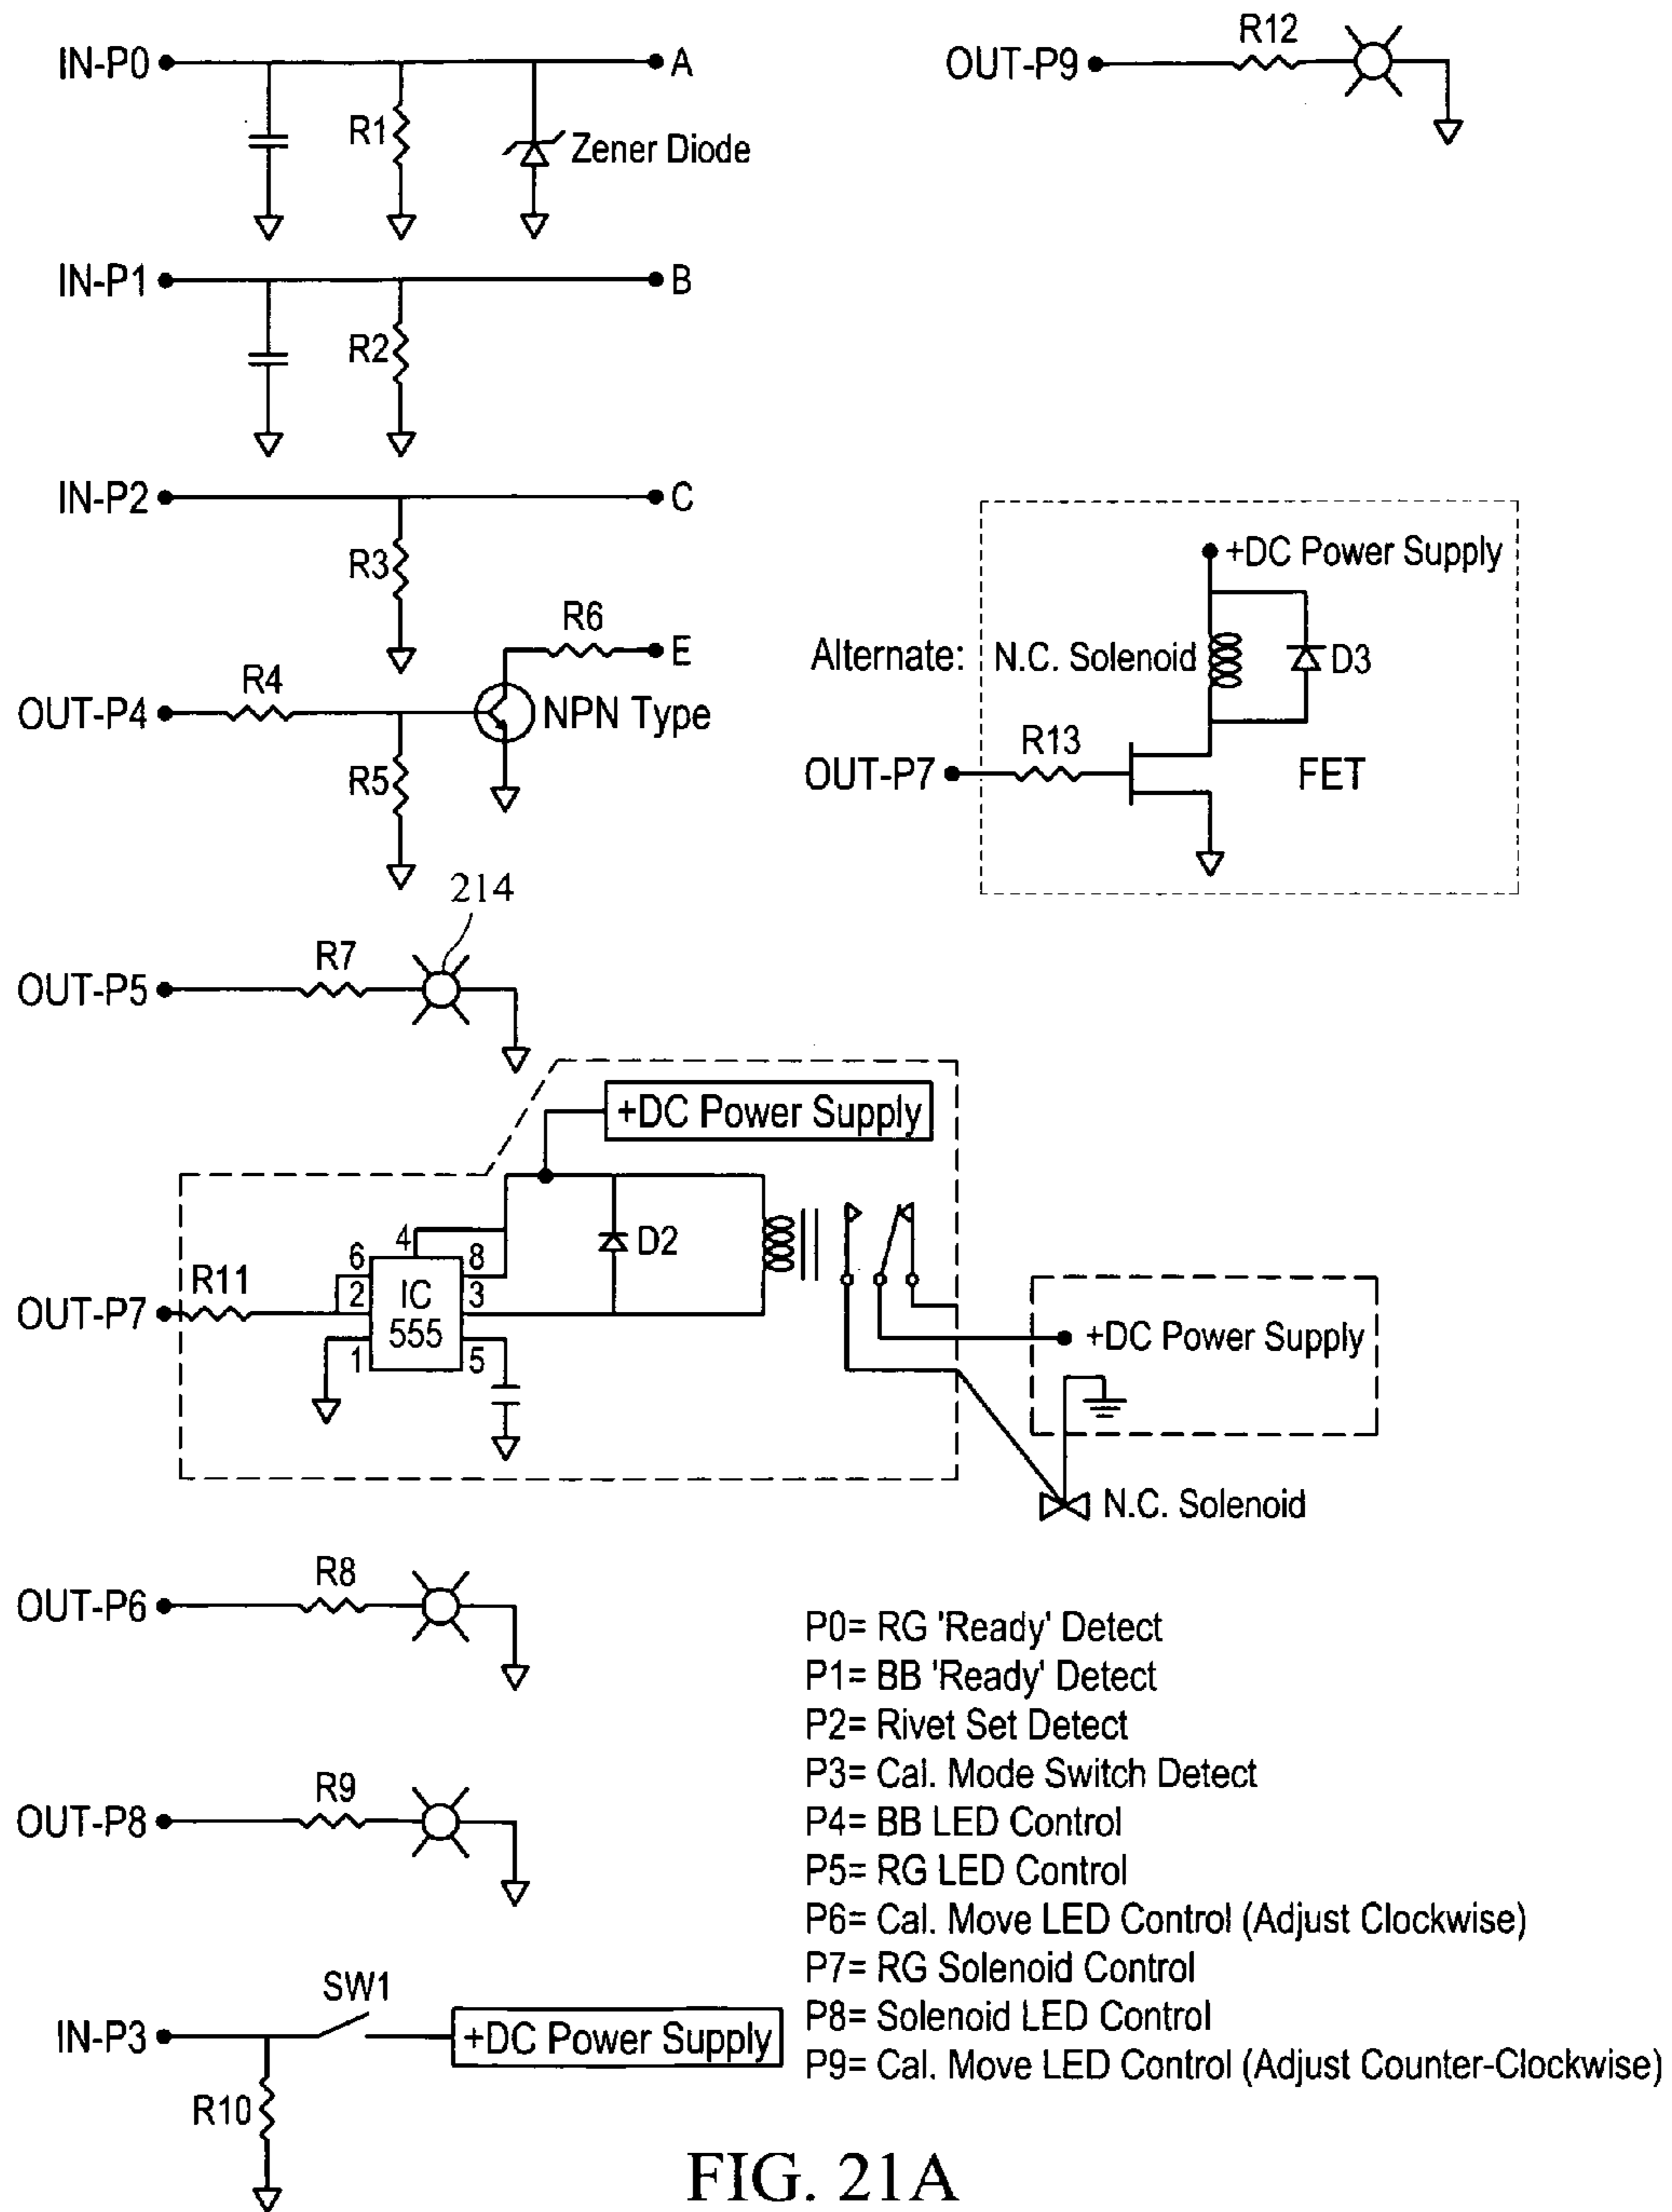 IN-P0 A
R1
Zener Diode
OUT-P9 R12
IN-P1 B
R2
IN-P2 C
R3
OUT-P4 R4
R5
R6 E
NPN Type
Alternate:
+DC Power Supply
N.C. Solenoid
D3
OUT-P7 R13
FET
214
OUT-P5 R7
+DC Power Supply
OUT-P7 R11
6 4 8
2 IC 3
555
1 5
D2
+DC Power Supply
N.C. Solenoid
OUT-P6 R8
OUT-P8 R9
IN-P3 SW1
+DC Power Supply
R10
P0= RG 'Ready' Detect
P1= BB 'Ready' Detect
P2= Rivet Set Detect
P3= Cal. Mode Switch Detect
P4= BB LED Control
P5= RG LED Control
P6= Cal. Move LED Control (Adjust Clockwise)
P7= RG Solenoid Control
P8= Solenoid LED Control
P9= Cal. Move LED Control (Adjust Counter-Clockwise)
FIG. 21A